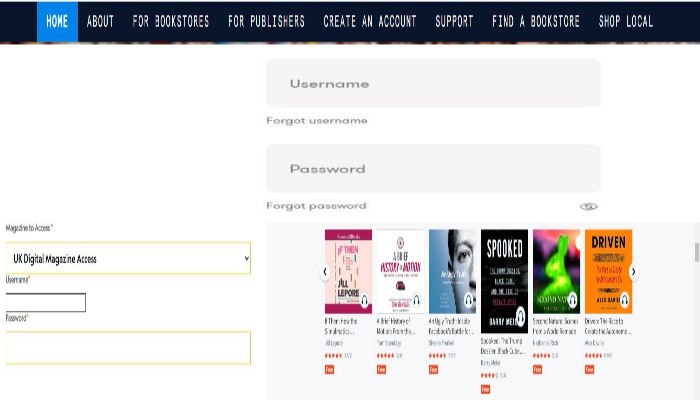 HOME ABOUT FOR BOOKSTORES FOR PUBLISHERS CREATE AN ACCOUNT SUPPORT FIND A BOOKSTORE SHOP LOCAL
Username
Forgot username
Password
Forgot password
Magazine to Access*
UK Digital Magazine Access
Username*
Password*
IF THEN
JILL
LEPORE
A BRIEF
HISTORY of MOTION
An Ugly Truth
SPOOKED
BARRY MEIER
SECOND NATURE
DRIVEN
ALEX DAVIES
If Then: How the
Simulmatics ...
Jill Lepore
Free
A Brief History of
Motion: From the...
Tom Standage
Free
An Ugly Truth: Inside
Facebook's Battle for ...
Sheera Frenkel
Free
Spooked: The Trump
Dossier, Black Cube,...
Barry Meier
Free
Second Nature: Scenes
from a World Remade
Nathaniel Rich
Free
Driven: The Race to
Create the Autonomo...
Alex Davies
Free